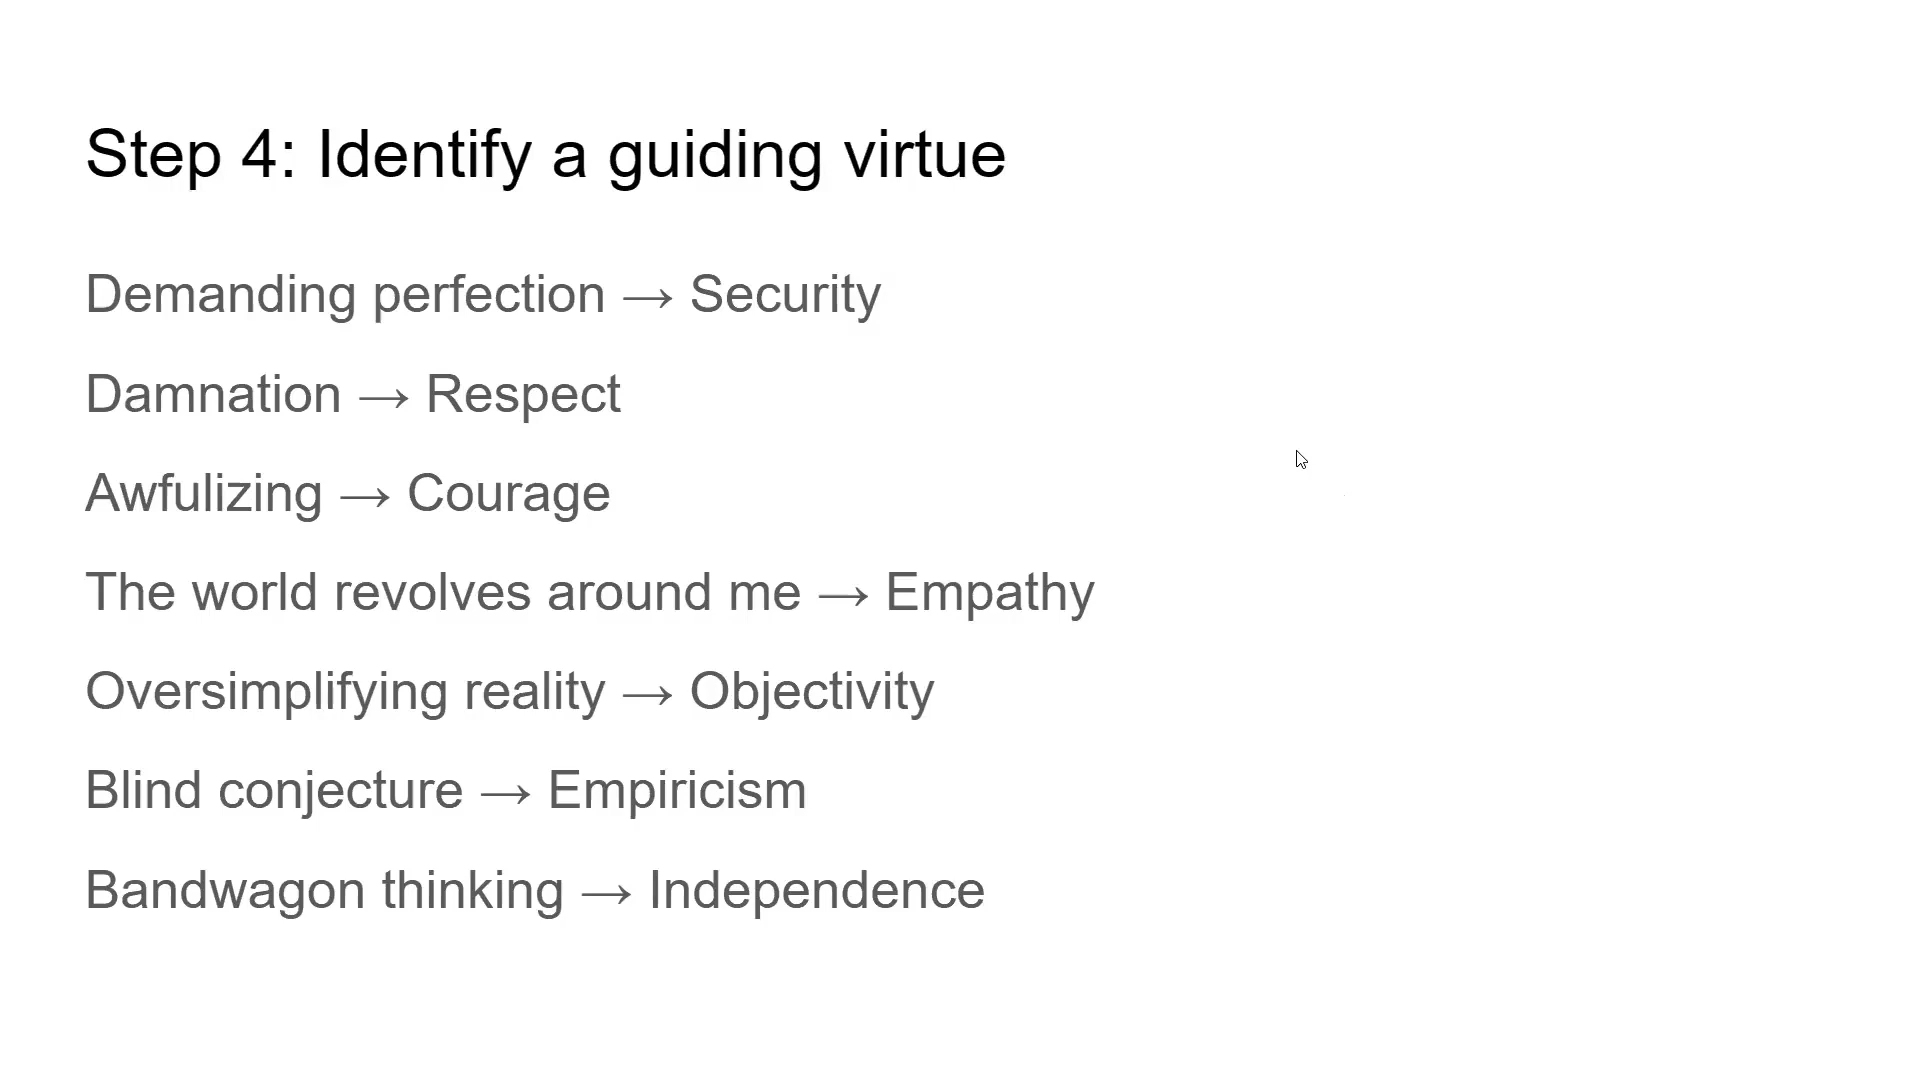 Step 4: Identify a guiding virtue
Demanding perfection → Security
Damnation → Respect
Awfulizing → Courage
The world revolves around me → Empathy
Oversimplifying reality → Objectivity
Blind conjecture → Empiricism
Bandwagon thinking → Independence